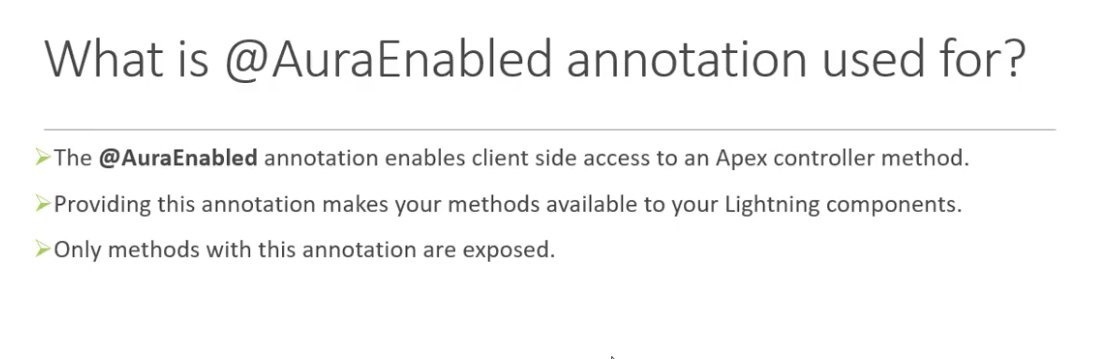 What is @AuraEnabled annotation used for?
The @AuraEnabled annotation enables client side access to an Apex controller method.
Providing this annotation makes your methods available to your Lightning components.
Only methods with this annotation are exposed.